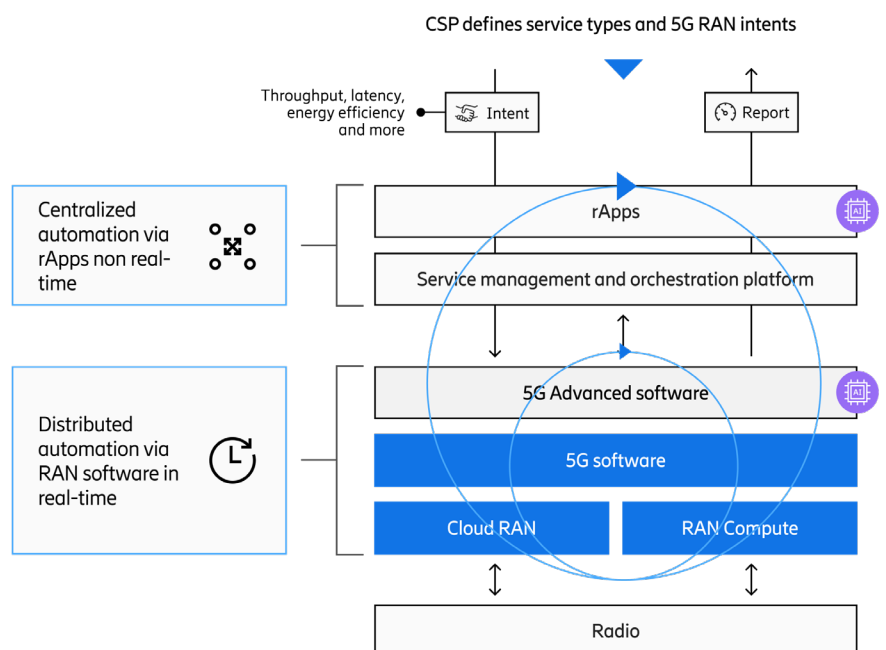 CSP defines service types and 5G RAN intents
Throughput, latency,
energy efficiency
and more
Intent
Report
Centralized
automation via
rApps non real-
time
rApps
AI
Service management and orchestration platform
Distributed
automation via
RAN software in
real-time
5G Advanced software
AI
5G software
Cloud RAN
RAN Compute
Radio